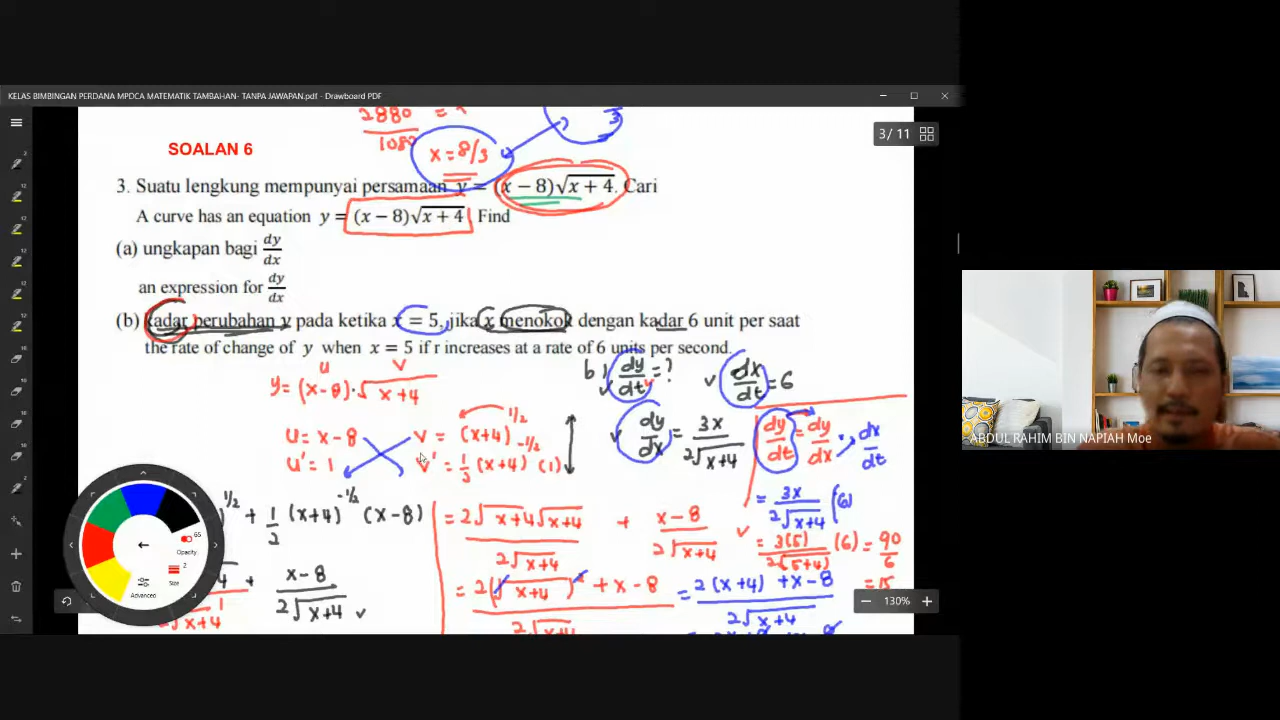 KELAS BIMBINGAN PERDANA MPDCA MATEMATIK TAMBAHAN- TANPA JAWAPAN.pdf - Drawboard PDF
3 / 11
2880
1080
x = 8/3
SOALAN 6
3. Suatu lengkung mempunyai persamaan y = (x − 8)√x + 4. Cari
A curve has an equation y = (x − 8)√x + 4. Find
(a) ungkapan bagi dy/dx
an expression for dy/dx
(b) kadar perubahan y pada ketika x = 5, jika x menokok dengan kadar 6 unit per saat
the rate of change of y when x = 5 if r increases at a rate of 6 units per second.
u v
y = (x-8)·√x+4
b) dy/dt = ? dx/dt = 6
dy/dx = 3x / 2√x+4
dy/dt = dy/dx × dx/dt
u = x-8 v = (x+4)^1/2
u' = 1 v' = (x+4)^-1/2 (1)
= 3x / 2√x+4 (6)
1/2 + 1/2 (x+4)^-1/2 (x-8)
= 2√x+4√x+4 / 2√x+4 + x-8 / 2√x+4
= 3(5) / 2(√5+4) (6) = 90/6
= 15
+ x-8 / 2√x+4
= 2(√x+4)² + x-8
2√x+4
= 2(x+4) + x-8 / 2√x+4
65
Opacity
2
Size
Advanced
130%
ABDUL RAHIM BIN NAPIAH Moe